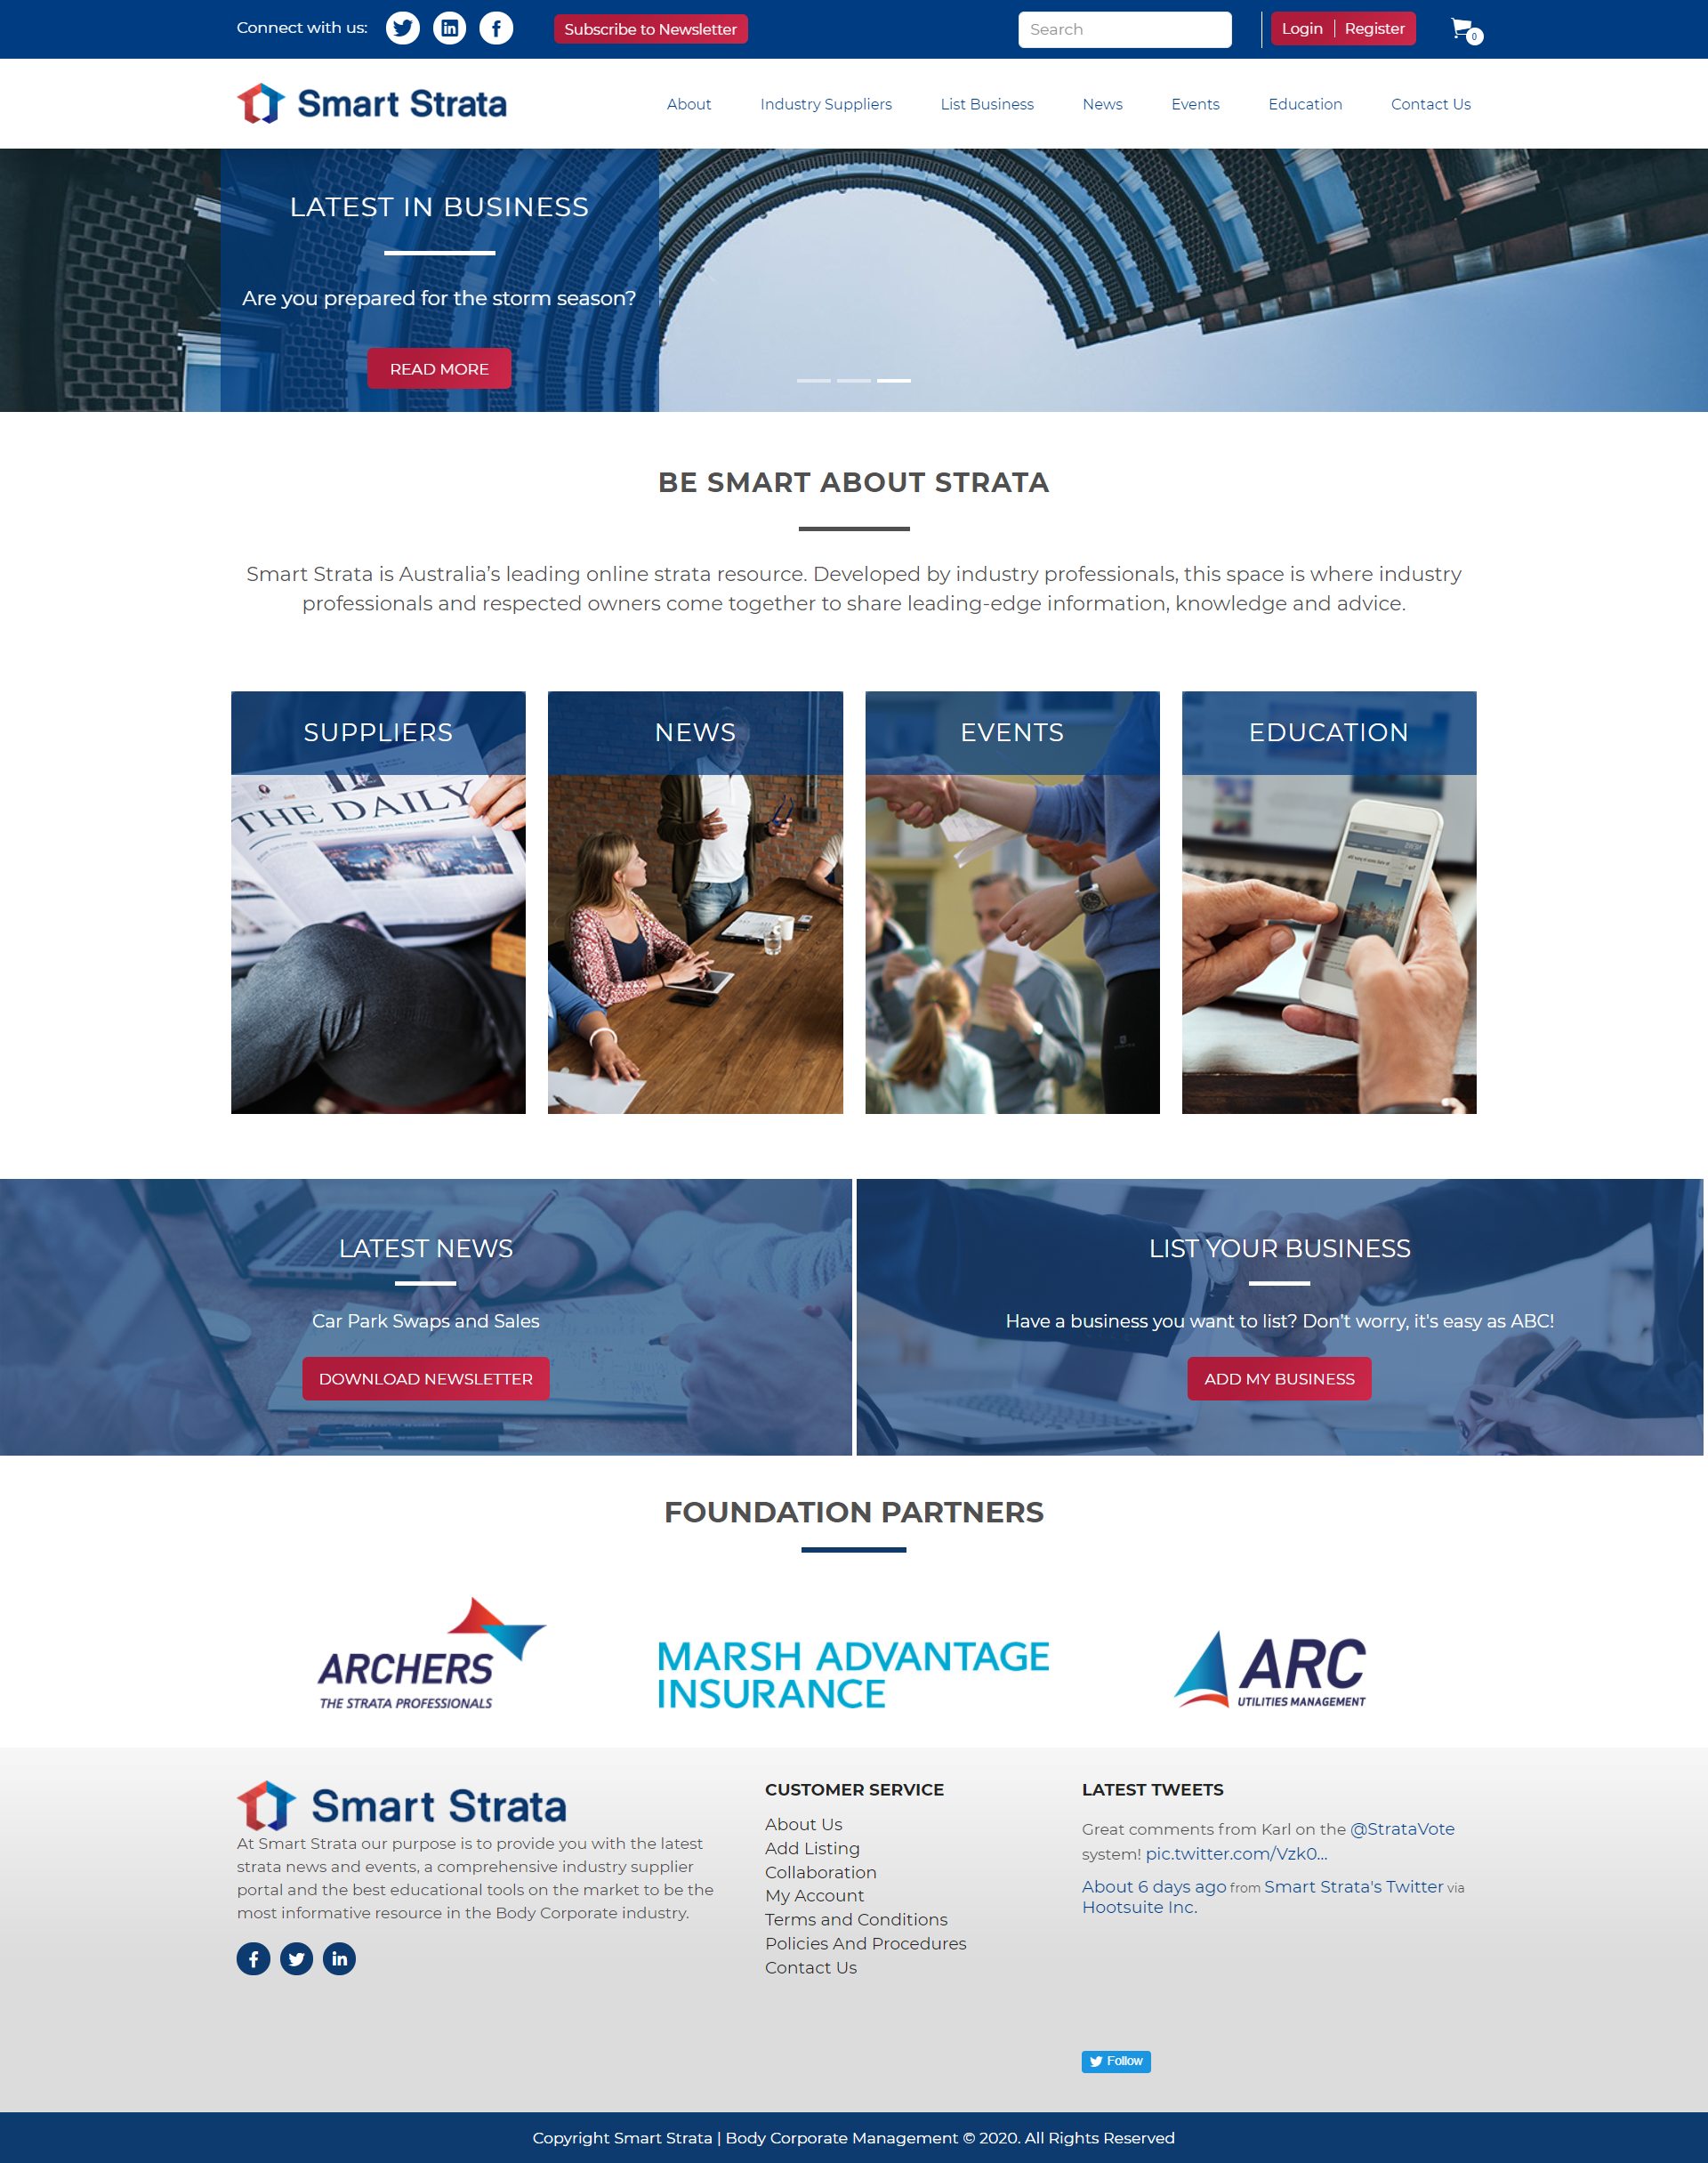 Connect with us:
Subscribe to Newsletter
Search
Login | Register
0
Smart Strata
About
Industry Suppliers
List Business
News
Events
Education
Contact Us
LATEST IN BUSINESS
Are you prepared for the storm season?
READ MORE
BE SMART ABOUT STRATA
Smart Strata is Australia’s leading online strata resource. Developed by industry professionals, this space is where industry
professionals and respected owners come together to share leading-edge information, knowledge and advice.
SUPPLIERS
THE DAILY
NEWS
EVENTS
EDUCATION
LATEST NEWS
Car Park Swaps and Sales
DOWNLOAD NEWSLETTER
LIST YOUR BUSINESS
Have a business you want to list? Don’t worry, it's easy as ABC!
ADD MY BUSINESS
FOUNDATION PARTNERS
ARCHERS
THE STRATA PROFESSIONALS
MARSH ADVANTAGE
INSURANCE
ARC
UTILITIES MANAGEMENT
Smart Strata
At Smart Strata our purpose is to provide you with the latest
strata news and events, a comprehensive industry supplier
portal and the best educational tools on the market to be the
most informative resource in the Body Corporate industry.
CUSTOMER SERVICE
About Us
Add Listing
Collaboration
My Account
Terms and Conditions
Policies And Procedures
Contact Us
LATEST TWEETS
Great comments from Karl on the @StrataVote
system! pic.twitter.com/Vzk0…
About 6 days ago from Smart Strata's Twitter via
Hootsuite Inc.
Follow
Copyright Smart Strata | Body Corporate Management © 2020. All Rights Reserved